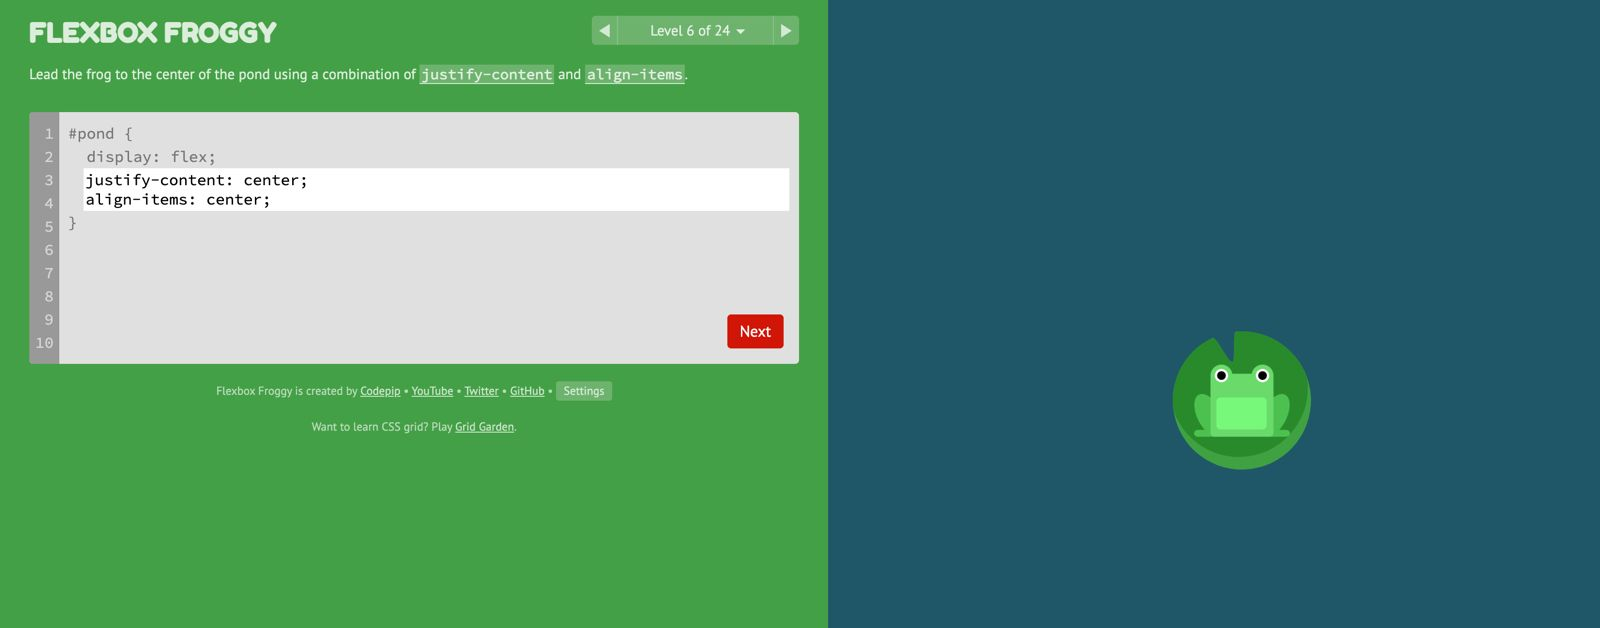 FLEXBOX FROGGY
◀ Level 6 of 24 ▶
Lead the frog to the center of the pond using a combination of justify-content and align-items.
1 #pond {
2 display: flex;
3 justify-content: center;
4 align-items: center;
5 }
6
7
8
9
10
Next
Flexbox Froggy is created by Codepip • YouTube • Twitter • GitHub • Settings
Want to learn CSS grid? Play Grid Garden.